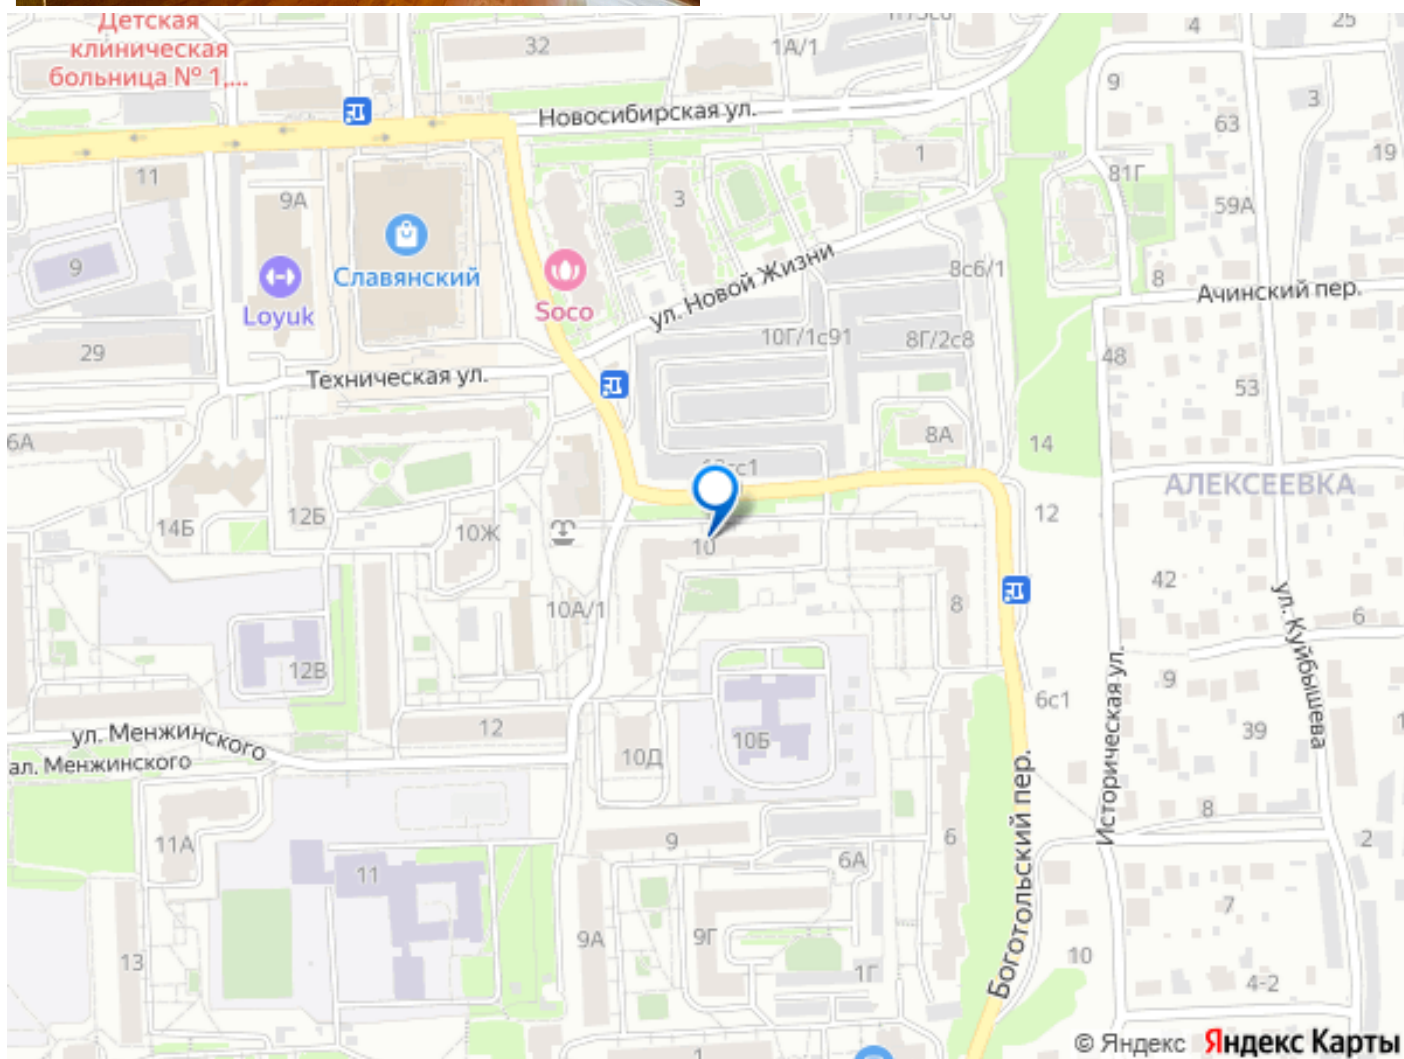 Детская
клиническая
больница № 1,...
32
1А/1
4
25
Новосибирская ул.
9
3
63
19
11
9А
3
1
81Г
59А
9
Славянский
Loyuk
Soco
ул. Новой Жизни
8с6/1
8
Ачинский пер.
29
10Г/1с91
8Г/2с8
48
53
Техническая ул.
6А
8А
14
АЛЕКСЕЕВКА
14Б
12Б
10Ж
10
12
42
10А/1
8
6
ул. Куйбышева
12В
9
6с1
39
ул. Менжинского
ал. Менжинского
12
10Д
10Б
Историческая ул.
Боготольский пер.
11А
9
6А
6
8
2
11
7
13
9А
9Г
1Г
10
4-2
1
© Яндекс Яндекс Карты